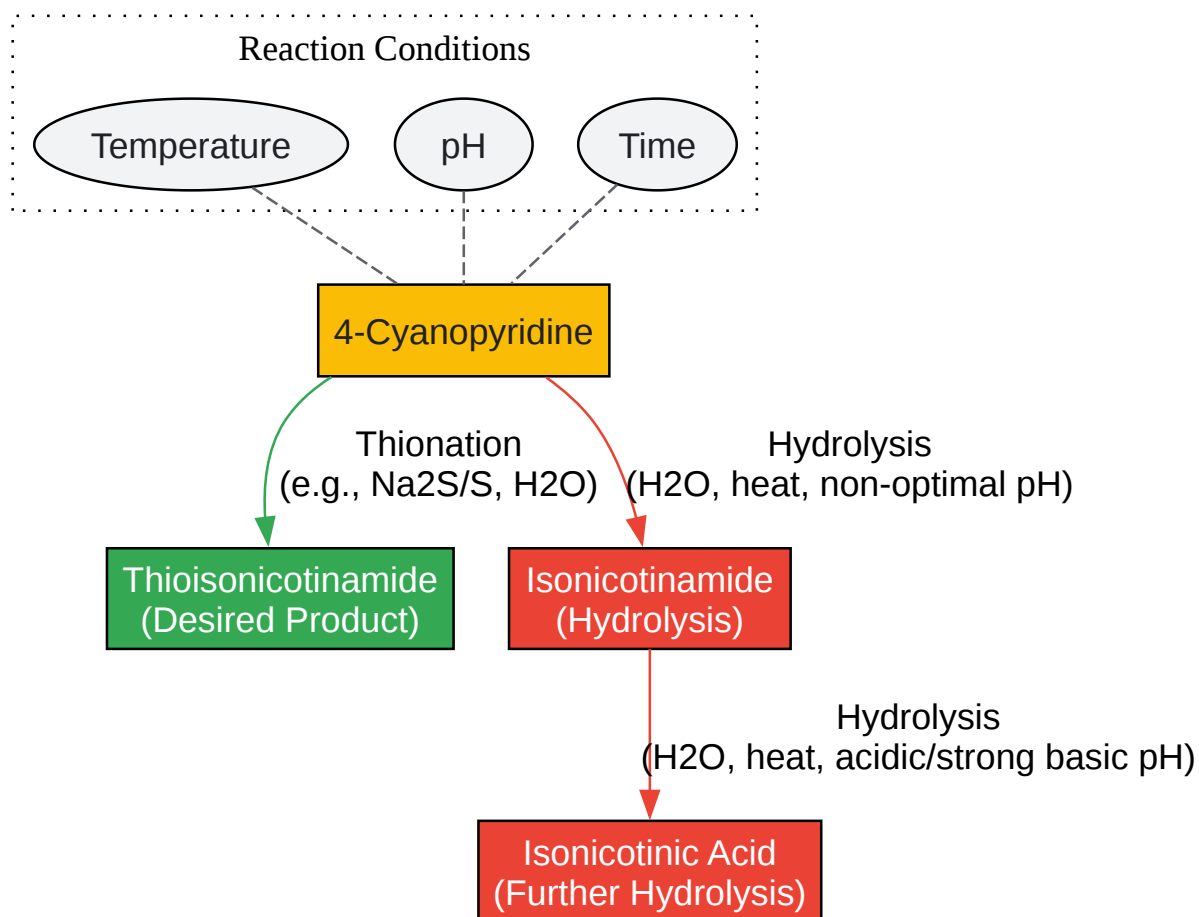 Reaction Conditions
Temperature
pH
Time
4-Cyanopyridine
Thionation
(e.g., Na2S/S, H2O)
Hydrolysis
(H2O, heat, non-optimal pH)
Thioisonicotinamide
(Desired Product)
Isonicotinamide
(Hydrolysis)
Hydrolysis
(H2O, heat, acidic/strong basic pH)
Isonicotinic Acid
(Further Hydrolysis)